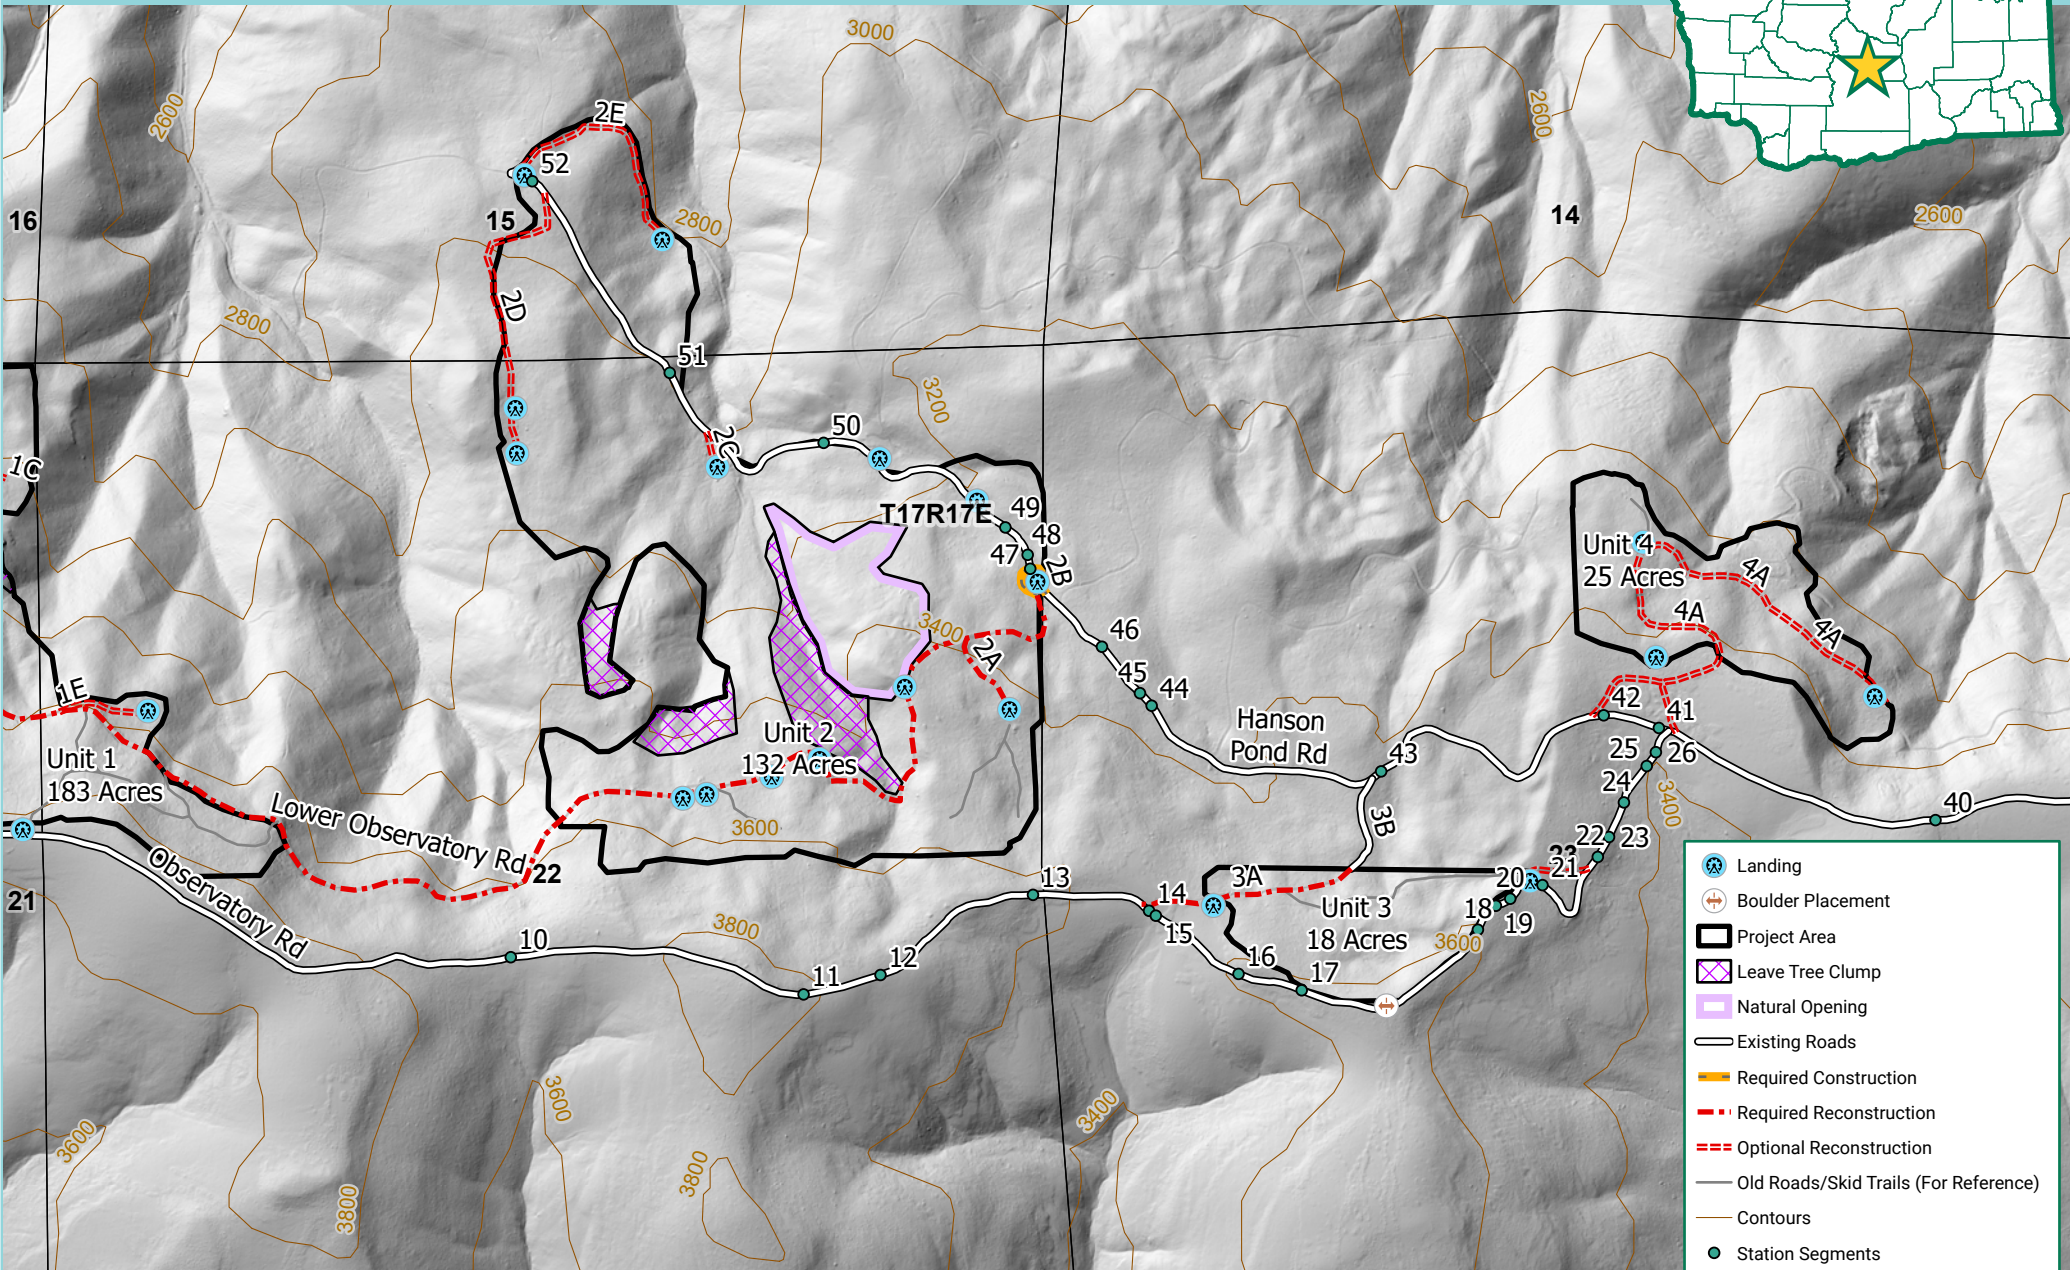 3000
2600
2E
52
16
15
2800
14
2600
2600
2D
2800
51
3200
50
2C
1C
T17R17E
49
48
47
2B
Unit 4
25 Acres
4A
4A
4A
3400
2A
46
45
44
1E
42
41
Unit 2
132 Acres
Hanson
Pond Rd
43
25
26
24
Unit 1
183 Acres
3400
40
Lower Observatory Rd
3600
3B
22
23
23
21
20
Observatory Rd
22
3A
13
14
18
19
21
15
Unit 3
18 Acres
3800
3600
10
12
16
17
11
3600
3600
3400
3800
3800
Landing
Boulder Placement
Project Area
Leave Tree Clump
Natural Opening
Existing Roads
Required Construction
Required Reconstruction
Optional Reconstruction
Old Roads/Skid Trails (For Reference)
Contours
Station Segments